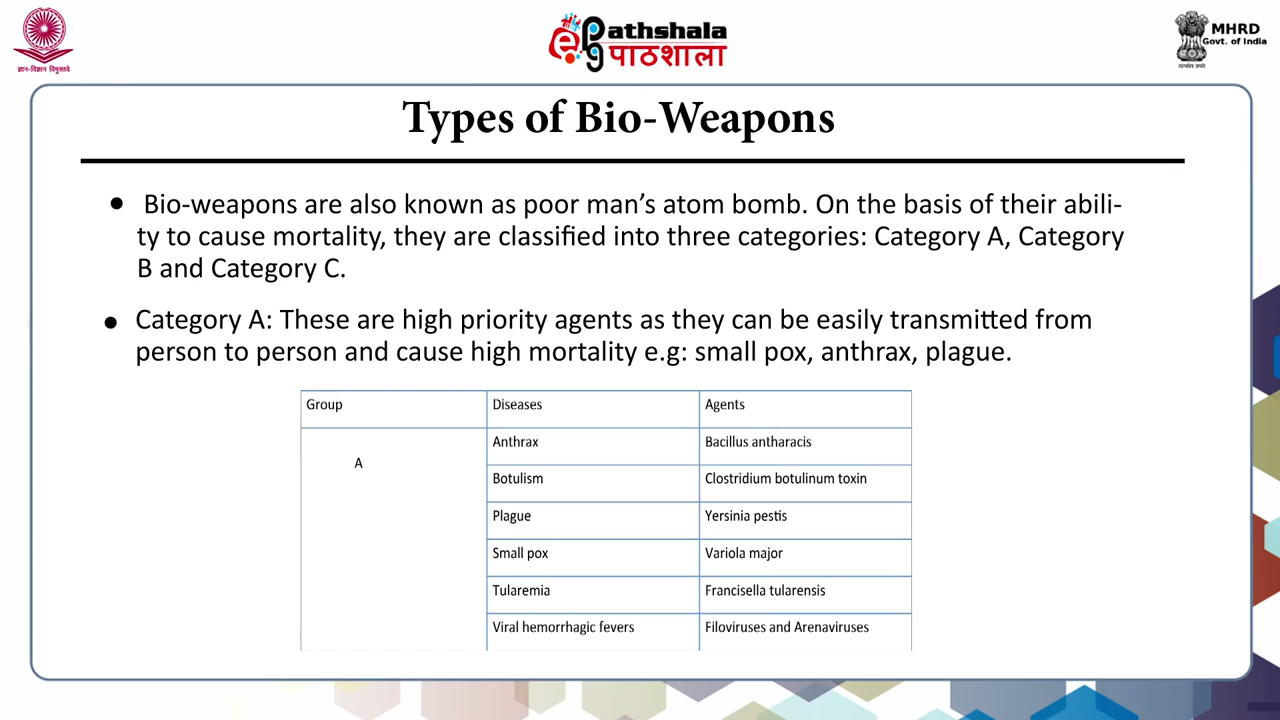 ePathshala
पाठशाला
MHRD
Govt. of India
ज्ञान-विज्ञान विमुक्तये
सत्यमेव जयते
Types of Bio-Weapons
• Bio-weapons are also known as poor man’s atom bomb. On the basis of their abili-
ty to cause mortality, they are classified into three categories: Category A, Category
B and Category C.
• Category A: These are high priority agents as they can be easily transmitted from
person to person and cause high mortality e.g: small pox, anthrax, plague.
Group Diseases Agents
A Anthrax Bacillus antharacis
Botulism Clostridium botulinum toxin
Plague Yersinia pestis
Small pox Variola major
Tularemia Francisella tularensis
Viral hemorrhagic fevers Filoviruses and Arenaviruses